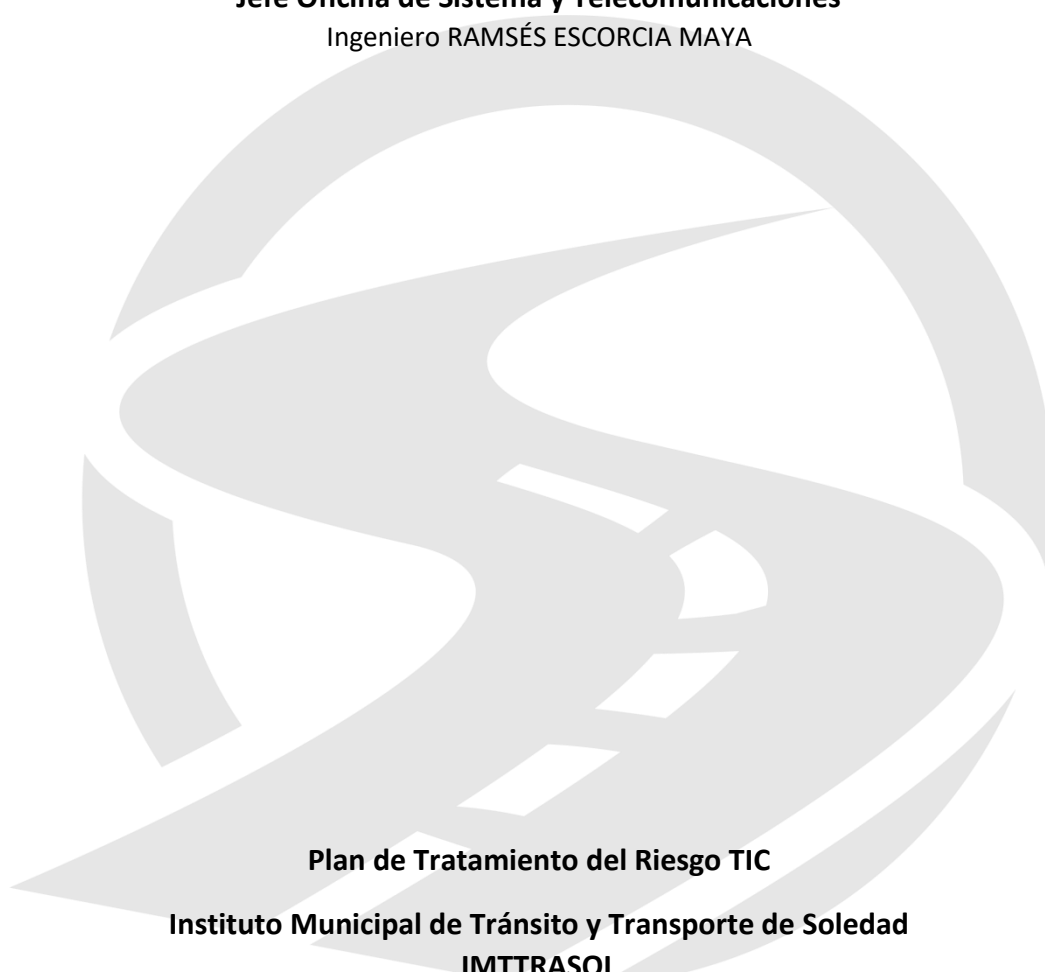 Jefe Oficina de Sistema y Telecomunicaciones
Ingeniero RAMSÉS ESCORCIA MAYA
Plan de Tratamiento del Riesgo TIC
Instituto Municipal de Tránsito y Transporte de Soledad
IMTTRASOL